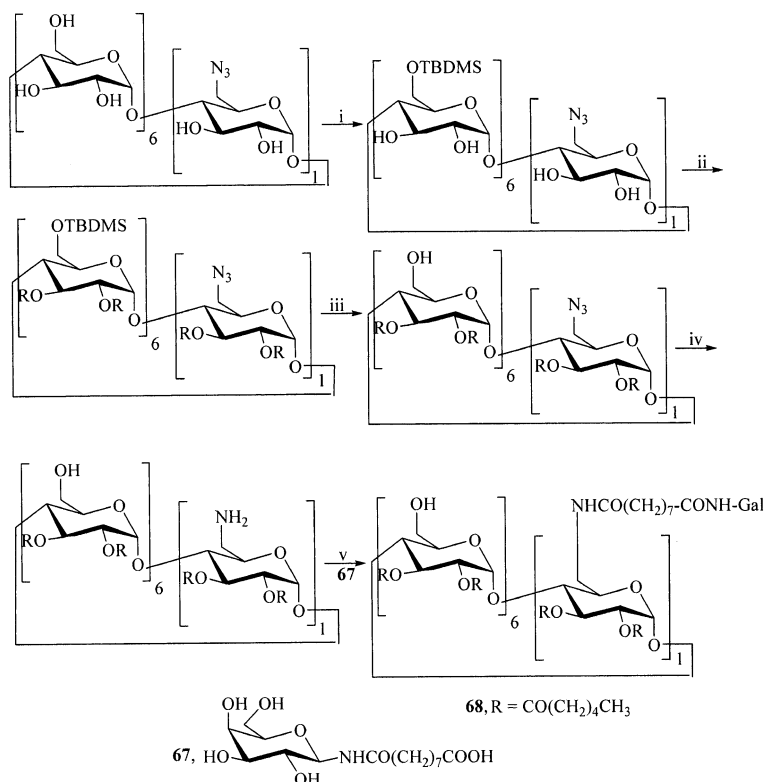 OH
N3
O
HO
OH
O
6
O
HO
OH
O
1
i
OTBDMS
N3
O
HO
OH
O
6
O
HO
OH
O
1
ii
OTBDMS
N3
O
RO
OR
O
6
O
RO
OR
O
1
iii
OH
N3
O
RO
OR
O
6
O
RO
OR
O
1
iv
OH
NH2
O
RO
OR
O
6
O
RO
OR
O
1
v
67
NHCO(CH2)7-CONH-Gal
OH
O
RO
OR
O
6
O
RO
OR
O
1
68, R = CO(CH2)4CH3
OH OH
O
67, HO NHCO(CH2)7COOH
OH